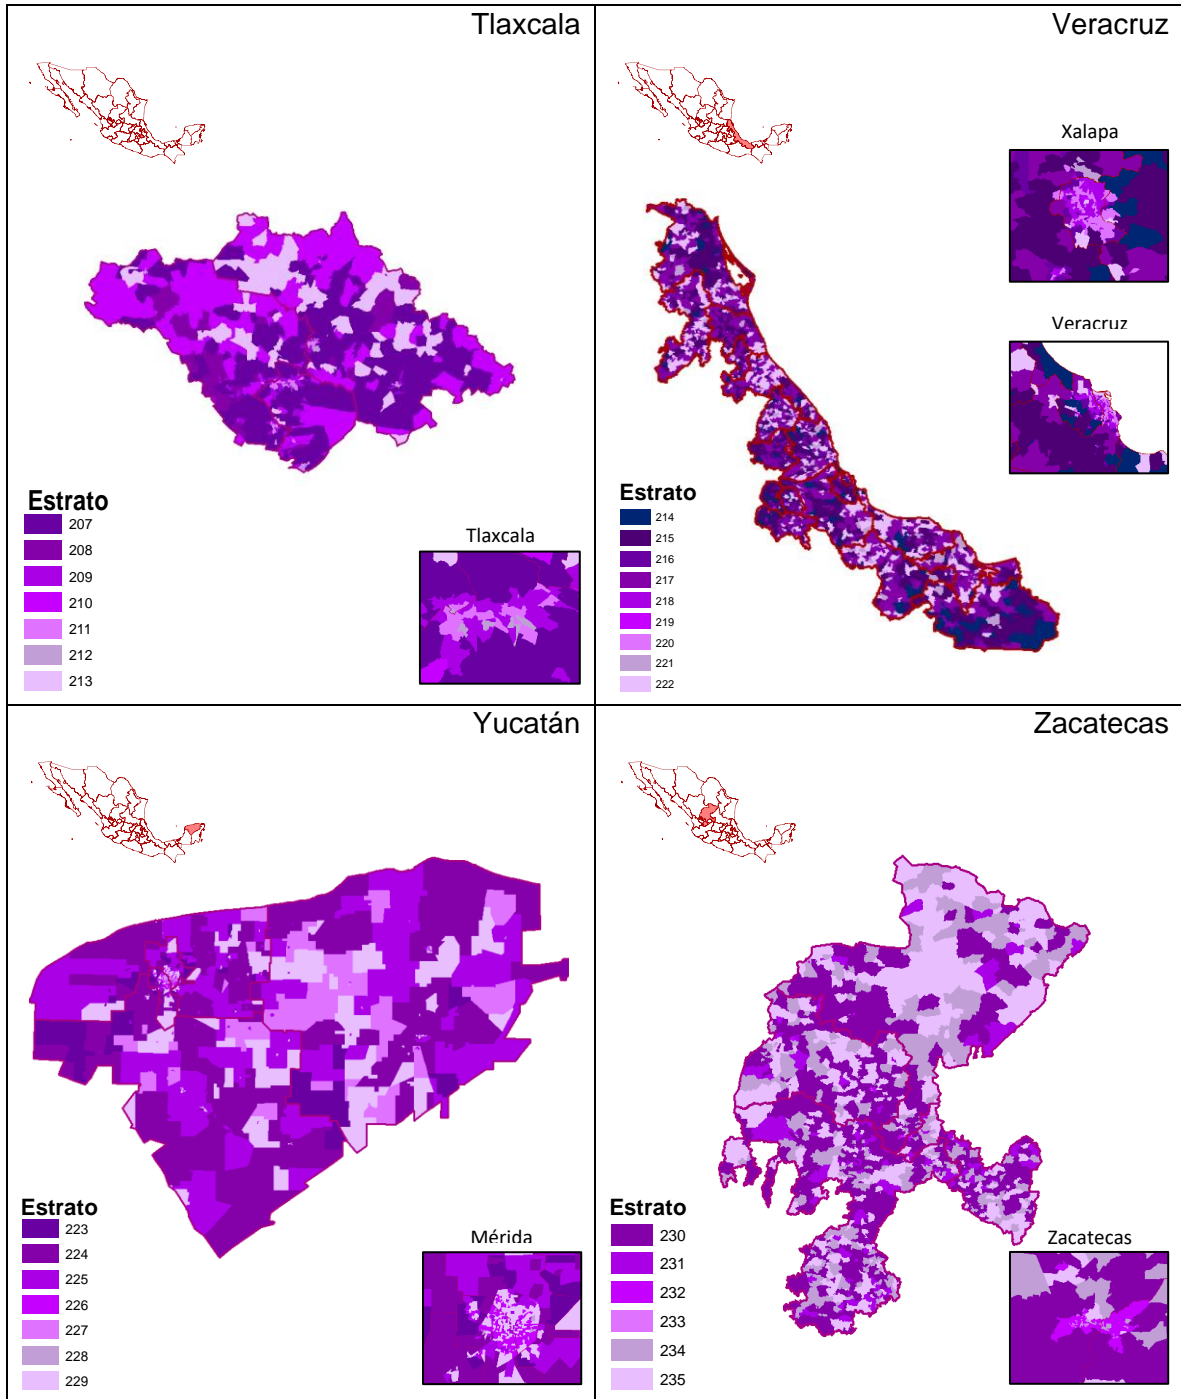 Tlaxcala
Estrato
207
208
209
210
211
212
213
Tlaxcala
Veracruz
Xalapa
Veracruz
Estrato
214
215
216
217
218
219
220
221
222
Yucatán
Estrato
223
224
225
226
227
228
229
Mérida
Zacatecas
Estrato
230
231
232
233
234
235
Zacatecas